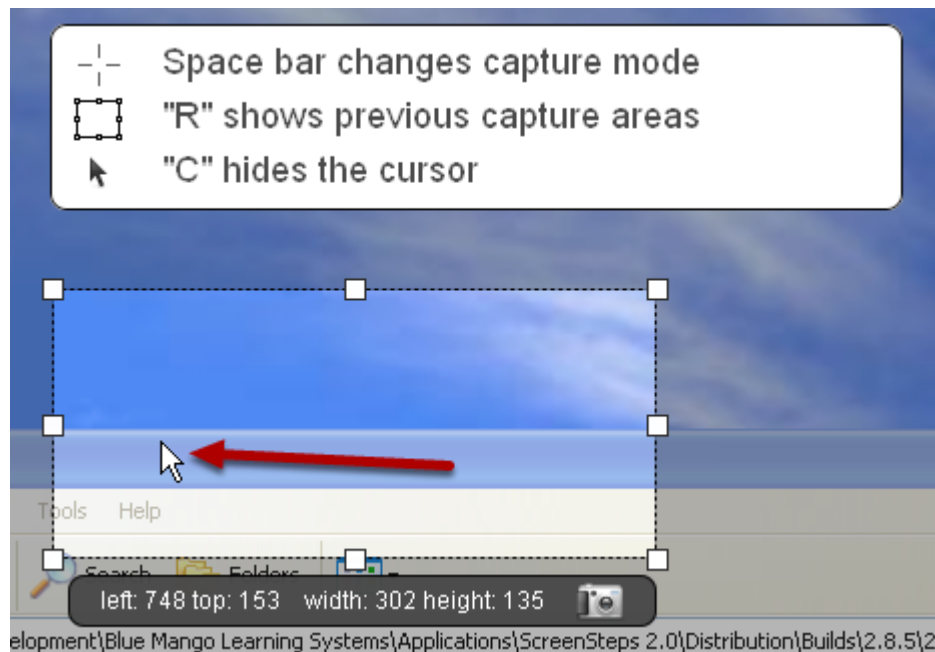 Space bar changes capture mode
"R" shows previous capture areas
"C" hides the cursor
Tools Help
Search Folders
left: 748 top: 153 width: 302 height: 135
elopment\Blue Mango Learning Systems\Applications\ScreenSteps 2.0\Distribution\Builds\2.8.5\2